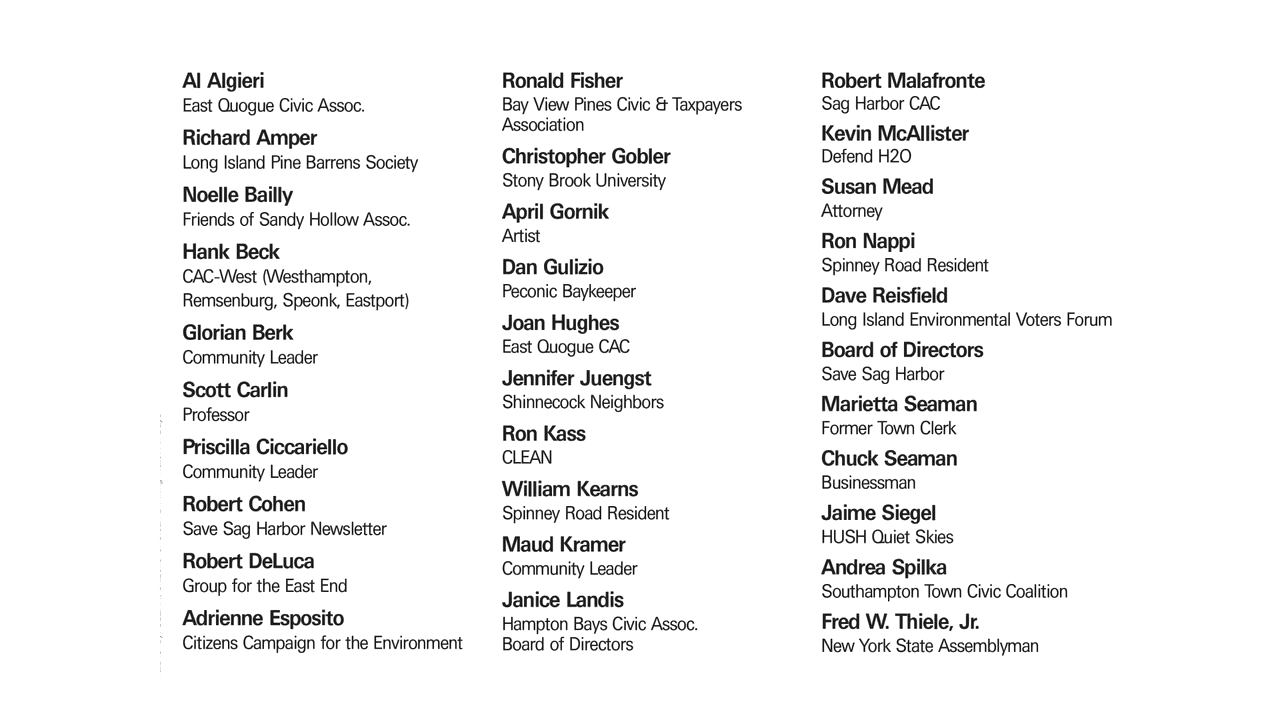 Al Algieri
East Quogue Civic Assoc.
Richard Amper
Long Island Pine Barrens Society
Noelle Bailly
Friends of Sandy Hollow Assoc.
Hank Beck
CAC-West (Westhampton,
Remsenburg, Speonk, Eastport)
Glorian Berk
Community Leader
Scott Carlin
Professor
Priscilla Ciccariello
Community Leader
Robert Cohen
Save Sag Harbor Newsletter
Robert DeLuca
Group for the East End
Adrienne Esposito
Citizens Campaign for the Environment
Ronald Fisher
Bay View Pines Civic & Taxpayers
Association
Christopher Gobler
Stony Brook University
April Gornik
Artist
Dan Gulizio
Peconic Baykeeper
Joan Hughes
East Quogue CAC
Jennifer Juengst
Shinnecock Neighbors
Ron Kass
CLEAN
William Kearns
Spinney Road Resident
Maud Kramer
Community Leader
Janice Landis
Hampton Bays Civic Assoc.
Board of Directors
Robert Malafronte
Sag Harbor CAC
Kevin McAllister
Defend H2O
Susan Mead
Attorney
Ron Nappi
Spinney Road Resident
Dave Reisfield
Long Island Environmental Voters Forum
Board of Directors
Save Sag Harbor
Marietta Seaman
Former Town Clerk
Chuck Seaman
Businessman
Jaime Siegel
HUSH Quiet Skies
Andrea Spilka
Southampton Town Civic Coalition
Fred W. Thiele, Jr.
New York State Assemblyman